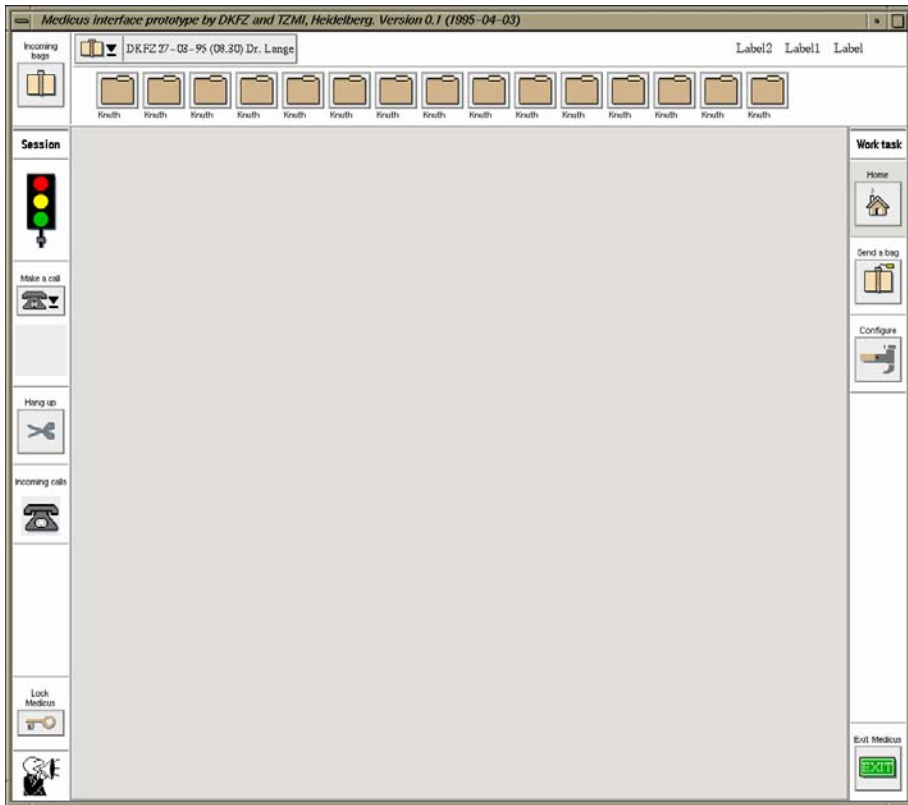 Medicus interface prototype by DKFZ and TZMI, Heidelberg. Version 0.1 (1995-04-03)
Incoming
bags
DKFZ 27-03-95 (08.30) Dr. Lange
Label2 Label1 Label
Knuth Knuth Knuth Knuth Knuth Knuth Knuth Knuth Knuth Knuth Knuth Knuth Knuth Knuth Knuth
Session
Work task
Home
Send a bag
Make a call
Configure
Hang up
Incoming calls
Lock
Medicus
Exit Medicus
EXIT